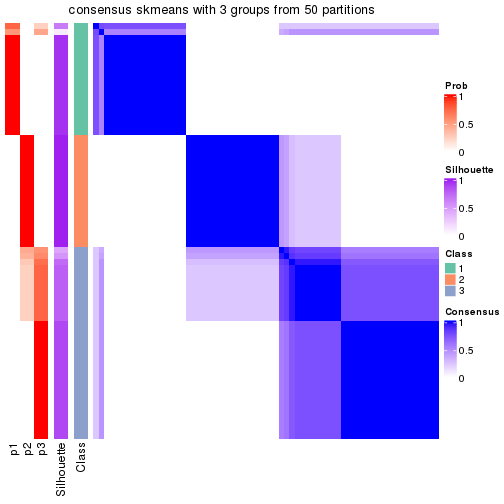 consensus skmeans with 3 groups from 50 partitions
Prob
1
0.5
0
Silhouette
1
0.5
0
Class
1
2
3
Consensus
1
0.5
0
p1
p2
p3
Silhouette
Class